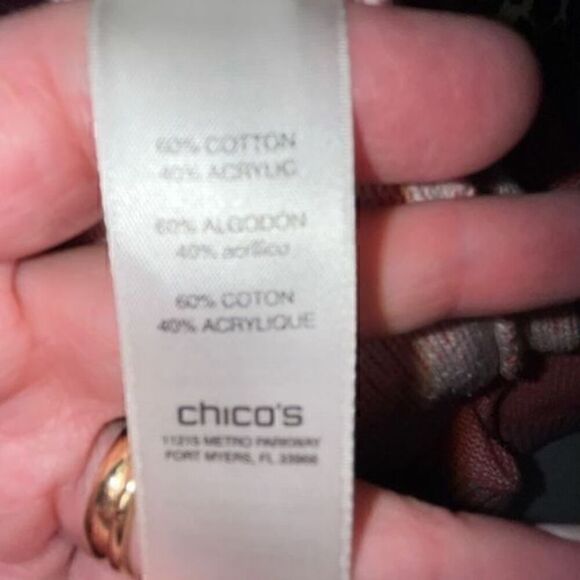 60% COTTON
40% ACRYLIC
60% ALGODÓN
40% acrílico
60% COTON
40% ACRYLIQUE
chico's
11215 METRO PARKWAY
FORT MYERS, FL 33966